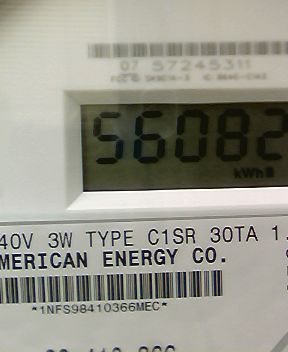 07 57245311
56082
kWh
40V 3W TYPE C1SR 30TA 1.
MERICAN ENERGY CO.
*1NFS98410366MEC*